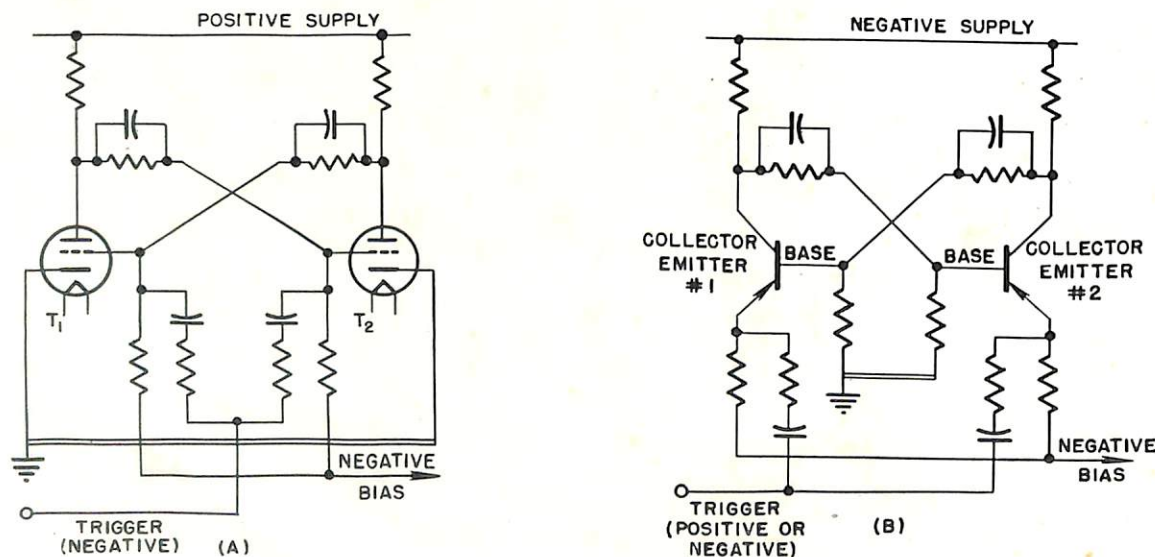 POSITIVE SUPPLY
T1
T2
NEGATIVE
BIAS
TRIGGER
(NEGATIVE)
(A)
NEGATIVE SUPPLY
COLLECTOR
EMITTER
#1
BASE
BASE
COLLECTOR
EMITTER
#2
NEGATIVE
BIAS
TRIGGER
(POSITIVE OR
NEGATIVE)
(B)